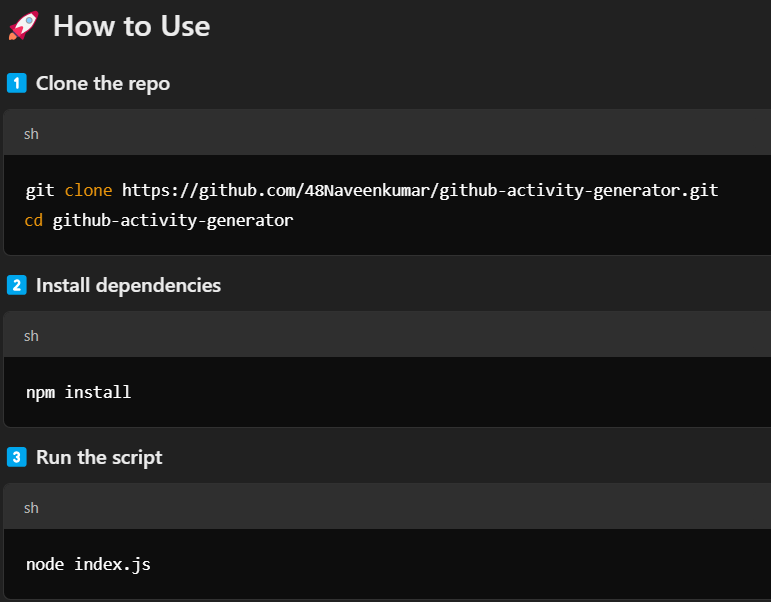 🚀 How to Use
1️⃣ Clone the repo
sh
git clone https://github.com/48Naveenkumar/github-activity-generator.git
cd github-activity-generator
2️⃣ Install dependencies
sh
npm install
3️⃣ Run the script
sh
node index.js